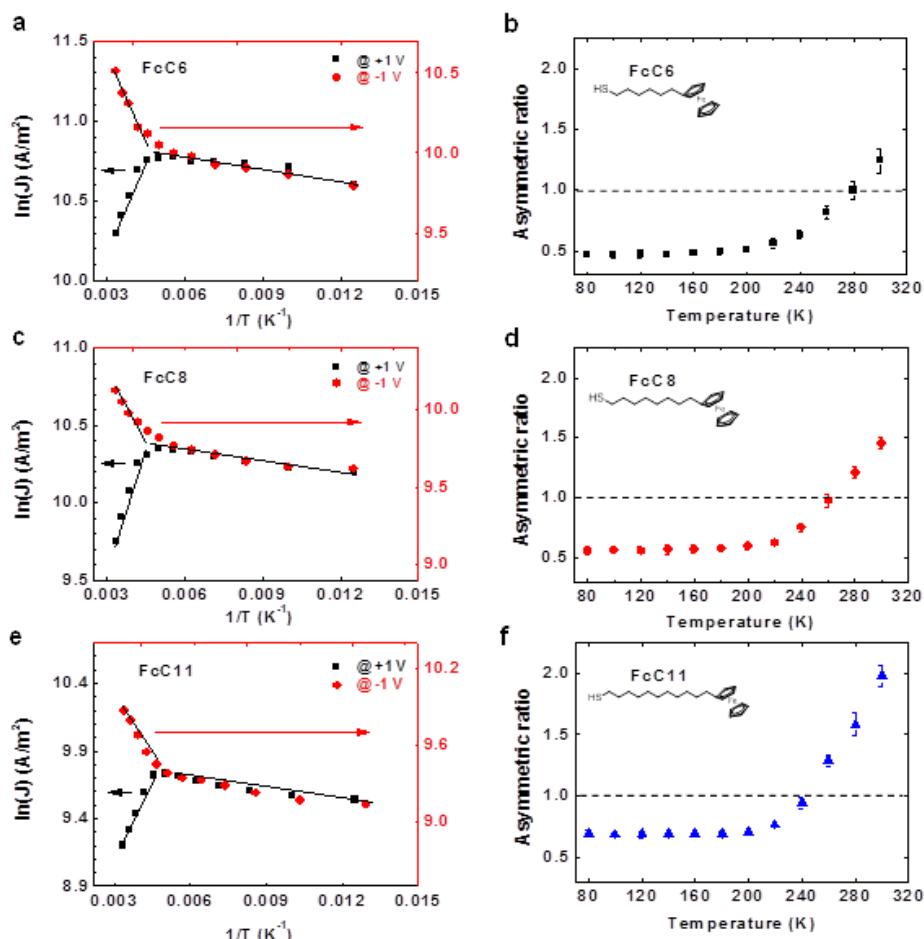 a
11.5
11.0
10.5
10.0
10.5
10.0
9.5
FcC6
@ +1 V
@ -1 V
ln(J) (A/m²)
0.003 0.006 0.009 0.012 0.015
1/T (K⁻¹)
b
2.0
1.5
1.0
0.5
FcC6
HS
Fe
Asymmetric ratio
80 120 160 200 240 280 320
Temperature (K)
c
11.0
10.5
10.0
9.5
10.0
9.6
9.0
FcC8
@ +1 V
@ -1 V
ln(J) (A/m²)
0.003 0.006 0.009 0.012 0.015
1/T (K⁻¹)
d
2.0
1.5
1.0
0.5
FcC8
HS
Fe
Asymmetric ratio
80 120 160 200 240 280 320
Temperature (K)
e
10.4
9.9
9.4
8.9
10.2
9.6
9.0
FcC11
@ +1 V
@ -1 V
ln(J) (A/m²)
0.003 0.006 0.009 0.012 0.015
1/T (K⁻¹)
f
2.0
1.5
1.0
0.5
FcC11
HS
Fe
Asymmetric ratio
80 120 160 200 240 280 320
Temperature (K)